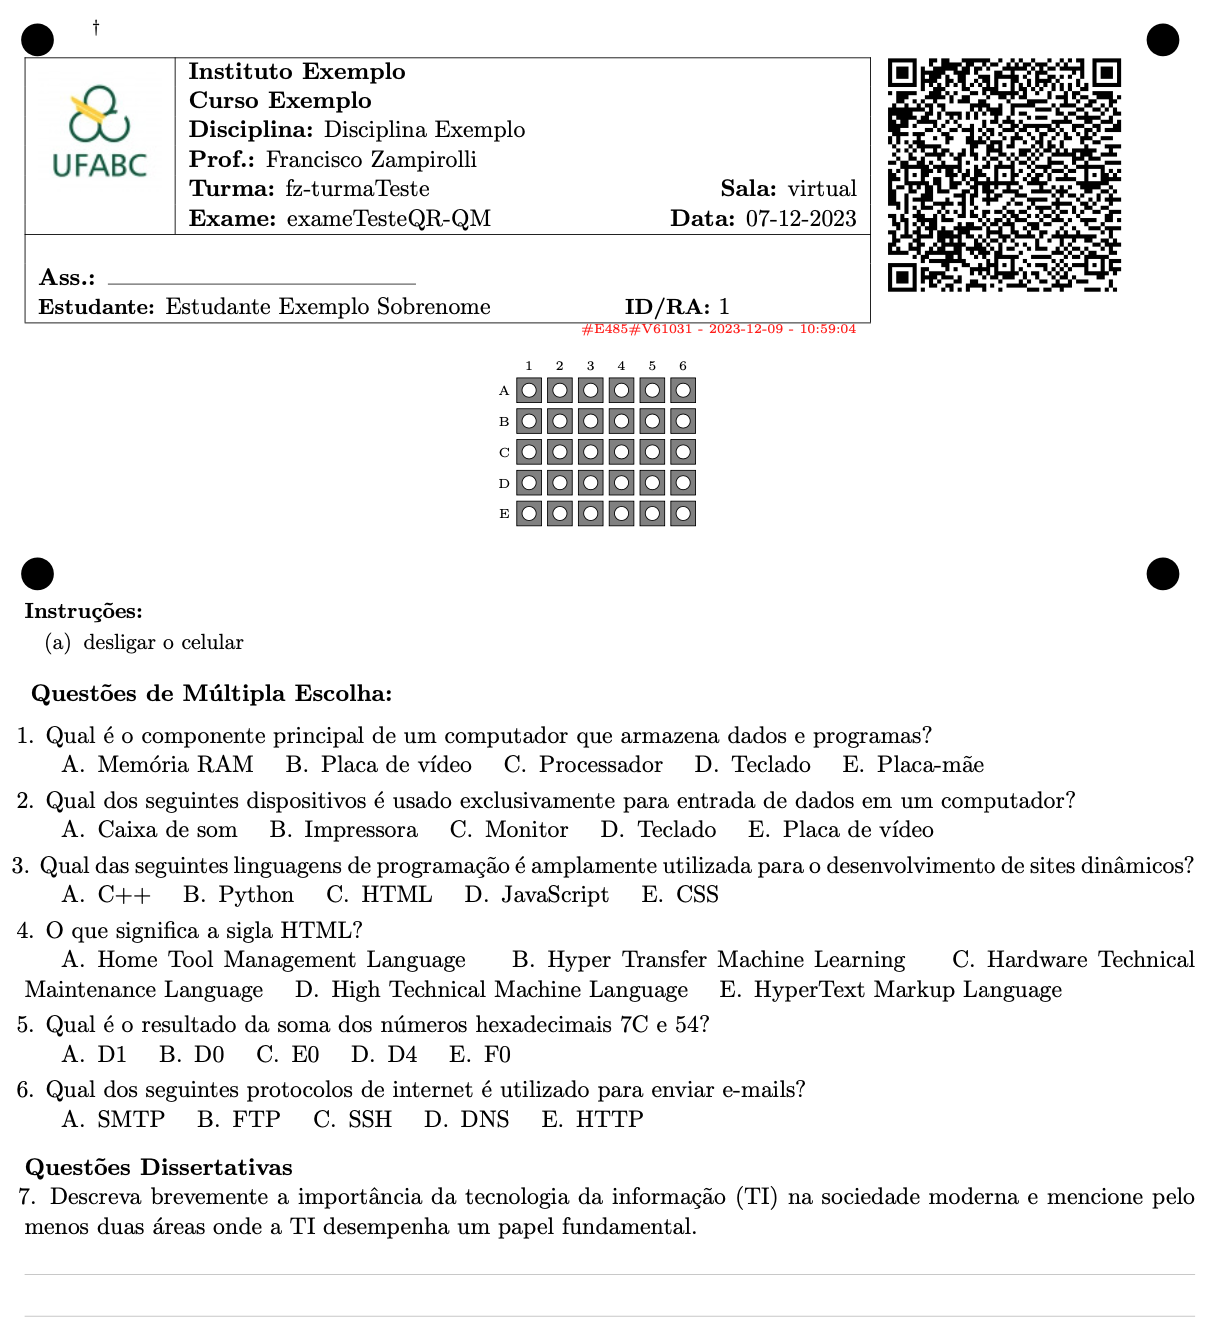 †
UFABC
Instituto Exemplo
Curso Exemplo
Disciplina: Disciplina Exemplo
Prof.: Francisco Zampirolli
Turma: fz-turmaTeste Sala: virtual
Exame: exameTesteQR-QM Data: 07-12-2023
Ass.:
Estudante: Estudante Exemplo Sobrenome ID/RA: 1
#E485#V61031 - 2023-12-09 - 10:59:04
1 2 3 4 5 6
A
B
C
D
E
Instruções:
(a) desligar o celular
Questões de Múltipla Escolha:
1. Qual é o componente principal de um computador que armazena dados e programas?
A. Memória RAM B. Placa de vídeo C. Processador D. Teclado E. Placa-mãe
2. Qual dos seguintes dispositivos é usado exclusivamente para entrada de dados em um computador?
A. Caixa de som B. Impressora C. Monitor D. Teclado E. Placa de vídeo
3. Qual das seguintes linguagens de programação é amplamente utilizada para o desenvolvimento de sites dinâmicos?
A. C++ B. Python C. HTML D. JavaScript E. CSS
4. O que significa a sigla HTML?
A. Home Tool Management Language B. Hyper Transfer Machine Learning C. Hardware Technical
Maintenance Language D. High Technical Machine Language E. HyperText Markup Language
5. Qual é o resultado da soma dos números hexadecimais 7C e 54?
A. D1 B. D0 C. E0 D. D4 E. F0
6. Qual dos seguintes protocolos de internet é utilizado para enviar e-mails?
A. SMTP B. FTP C. SSH D. DNS E. HTTP
Questões Dissertativas
7. Descreva brevemente a importância da tecnologia da informação (TI) na sociedade moderna e mencione pelo
menos duas áreas onde a TI desempenha um papel fundamental.